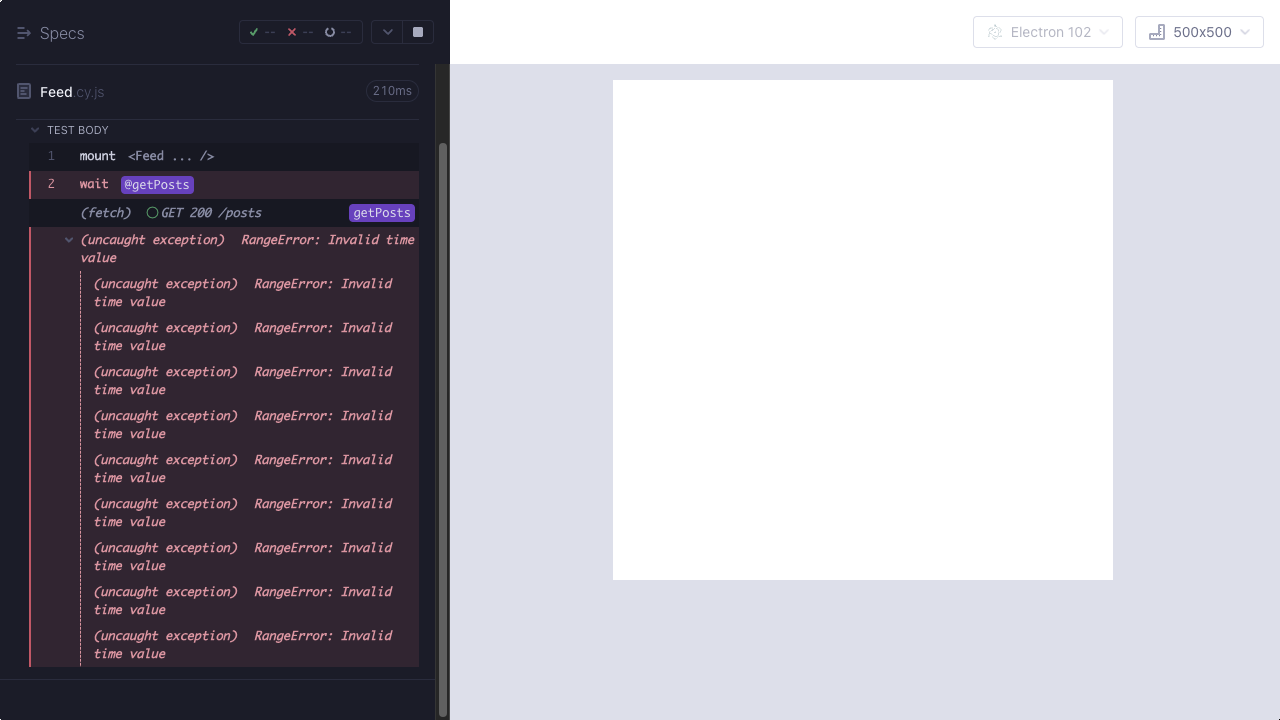 Specs
-- -- --
Electron 102
500x500
Feed.cy.js
210ms
TEST BODY
1 mount <Feed ... />
2 wait @getPosts
(fetch) GET 200 /posts getPosts
(uncaught exception) RangeError: Invalid time
value
(uncaught exception) RangeError: Invalid
time value
(uncaught exception) RangeError: Invalid
time value
(uncaught exception) RangeError: Invalid
time value
(uncaught exception) RangeError: Invalid
time value
(uncaught exception) RangeError: Invalid
time value
(uncaught exception) RangeError: Invalid
time value
(uncaught exception) RangeError: Invalid
time value
(uncaught exception) RangeError: Invalid
time value
(uncaught exception) RangeError: Invalid
time value